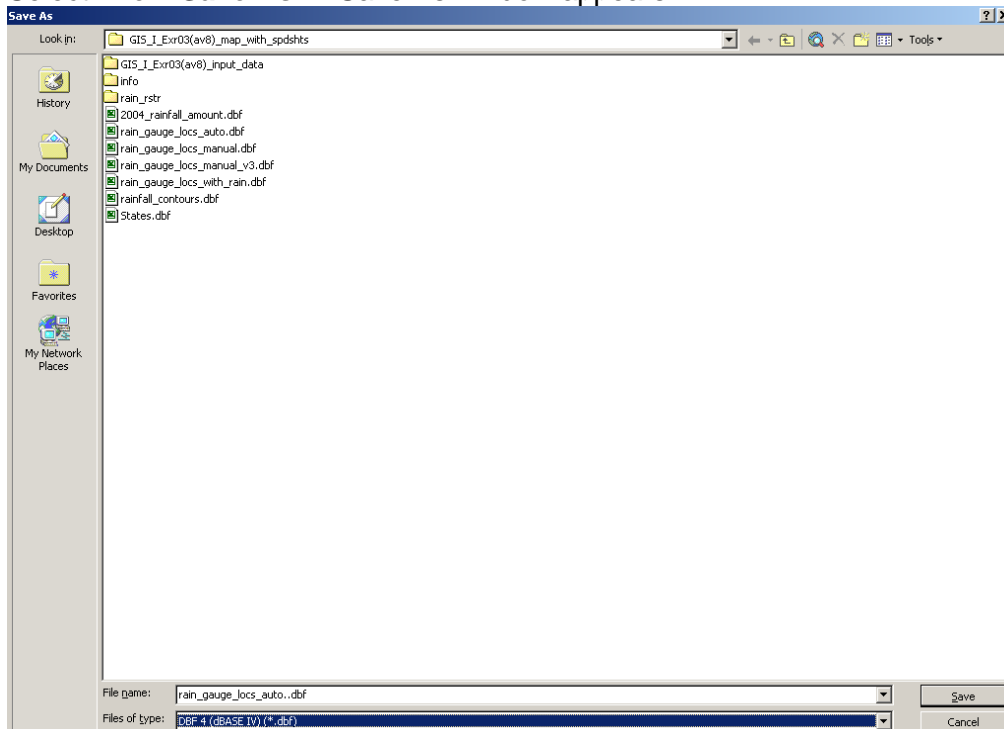 Save As
Look in: GIS_I_Exr03(av8)_map_with_spdshts Tools
GIS_I_Exr03(av8)_input_data
info
rain_rstr
2004_rainfall_amount.dbf
rain_gauge_locs_auto.dbf
rain_gauge_locs_manual.dbf
rain_gauge_locs_manual_v3.dbf
rain_gauge_locs_with_rain.dbf
rainfall_contours.dbf
States.dbf
History
My Documents
Desktop
Favorites
My Network
Places
File name: rain_gauge_locs_auto..dbf Save
Files of type: DBF 4 (dBASE IV) (*.dbf) Cancel